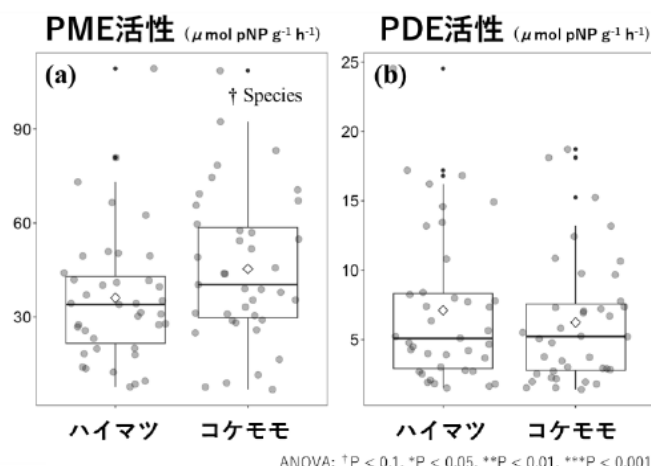 PME活性 (μ mol pNP g⁻¹ h⁻¹)
PDE活性 (μ mol pNP g⁻¹ h⁻¹)
(a)
† Species
90
60
30
ハイマツ
コケモモ
(b)
25
20
15
10
5
ハイマツ
コケモモ
ANOVA: †P < 0.1, *P < 0.05, **P < 0.01, ***P < 0.001